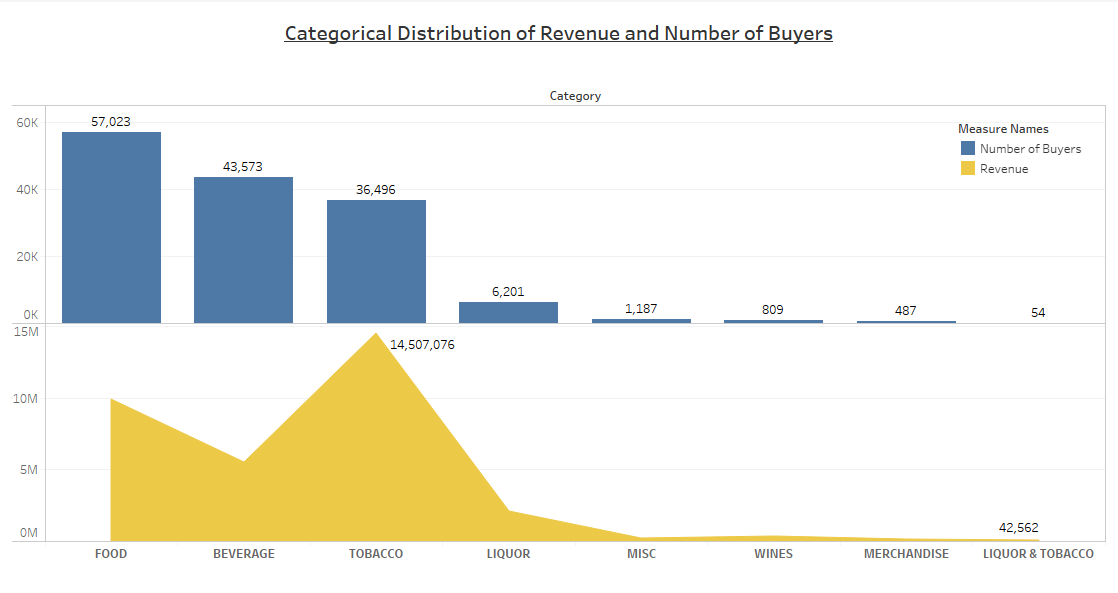 Categorical Distribution of Revenue and Number of Buyers
Category
Measure Names
Number of Buyers
Revenue
60K
40K
20K
0K
57,023
43,573
36,496
6,201
1,187
809
487
54
15M
10M
5M
0M
14,507,076
42,562
FOOD
BEVERAGE
TOBACCO
LIQUOR
MISC
WINES
MERCHANDISE
LIQUOR & TOBACCO